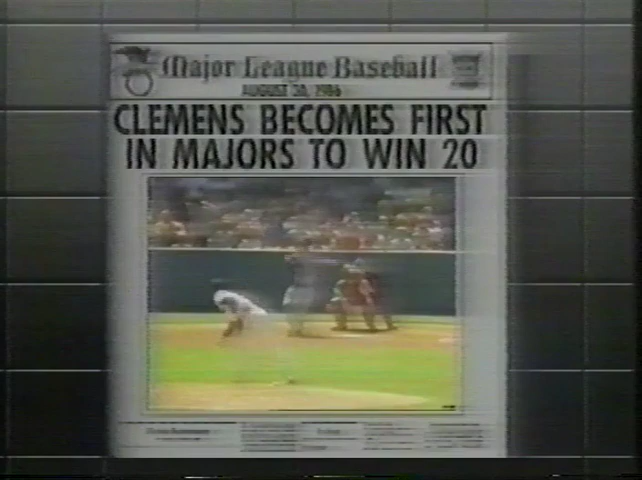 Major League Baseball
AUGUST 30, 1986
CLEMENS BECOMES FIRST
IN MAJORS TO WIN 20